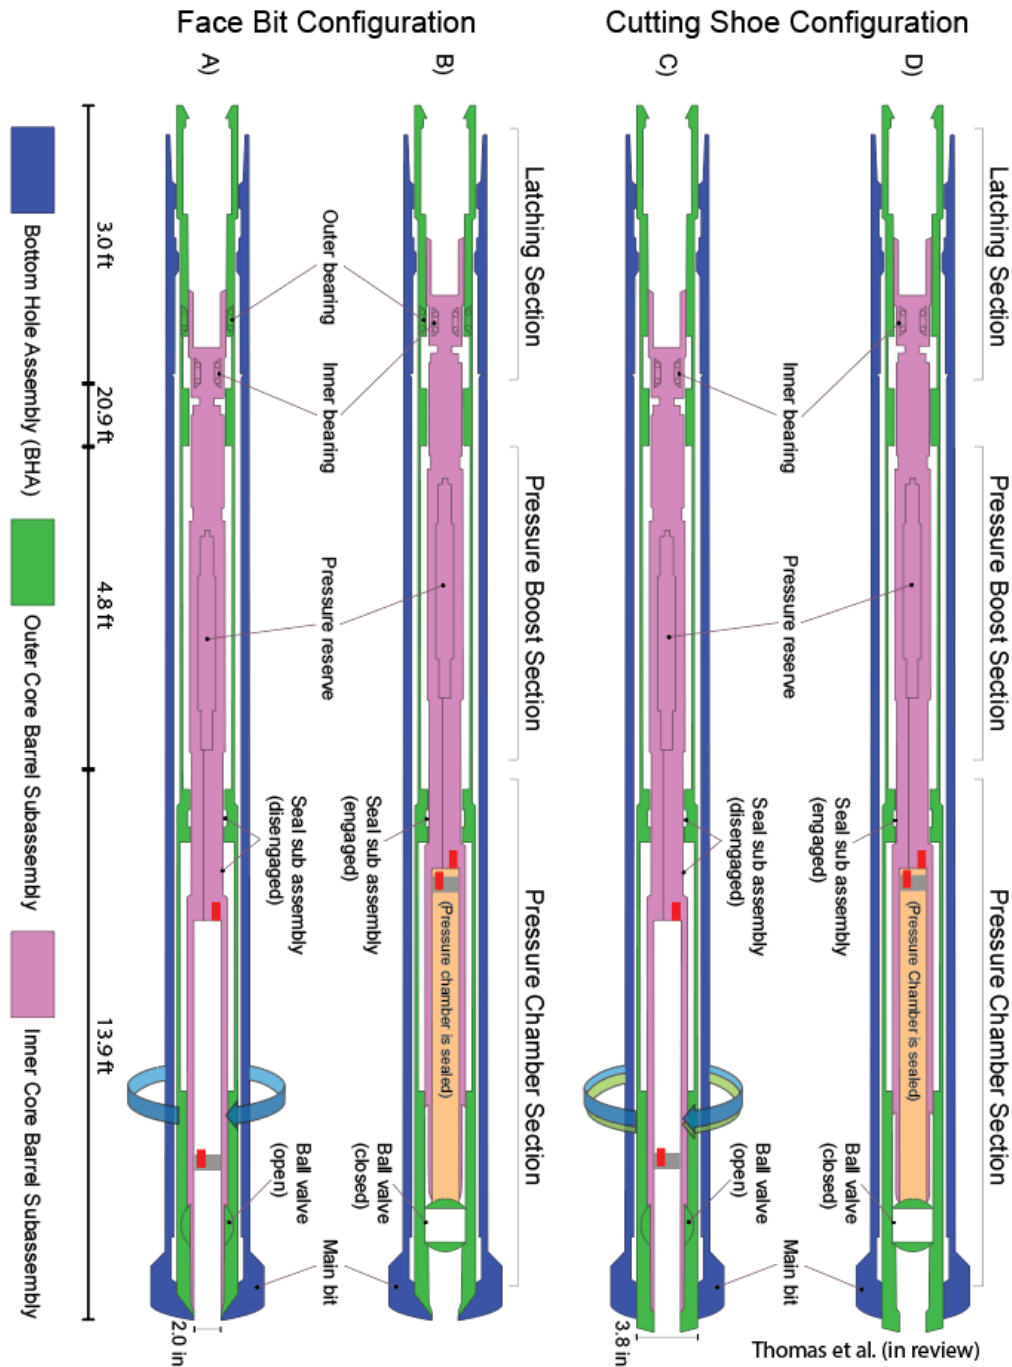 Face Bit Configuration
Cutting Shoe Configuration
A)
B)
C)
D)
Latching Section
Latching Section
Outer bearing
Inner bearing
Inner bearing
3.0 ft
20.9 ft
Pressure Boost Section
Pressure Boost Section
Pressure reserve
Pressure reserve
4.8 ft
Seal sub assembly
(disengaged)
Seal sub assembly
(engaged)
Seal sub assembly
(disengaged)
Seal sub assembly
(engaged)
Pressure Chamber Section
Pressure Chamber Section
(Pressure chamber is sealed)
(Pressure Chamber is sealed)
13.9 ft
Ball valve
(open)
Ball valve
(closed)
Ball valve
(open)
Ball valve
(closed)
Main bit
Main bit
2.0 in
3.8 in
Bottom Hole Assembly (BHA)
Outer Core Barrel Subassembly
Inner Core Barrel Subassembly
Thomas et al. (in review)